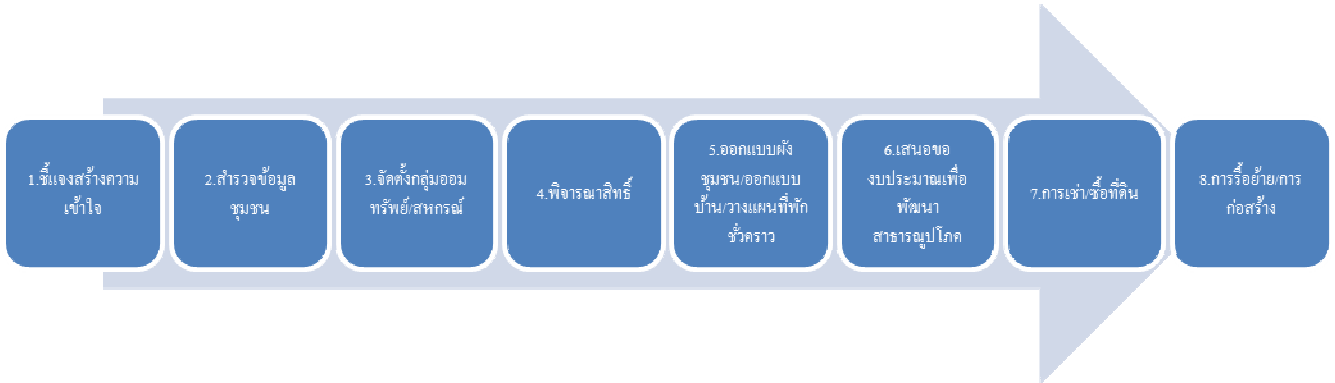 1.ชี้แจงสร้างความ
เข้าใจ
2.สำรวจข้อมูล
ชุมชน
3.จัดตั้งกลุ่มออม
ทรัพย์/สหกรณ์
4.พิจารณาสิทธิ์
5.ออกแบบผัง
ชุมชน/ออกแบบ
บ้าน/วางแผนที่พัก
ชั่วคราว
6.เสนอขอ
งบประมาณเพื่อ
พัฒนา
สาธารณูปโภค
7.การเช่า/ซื้อที่ดิน
8.การรื้อย้าย/การ
ก่อสร้าง